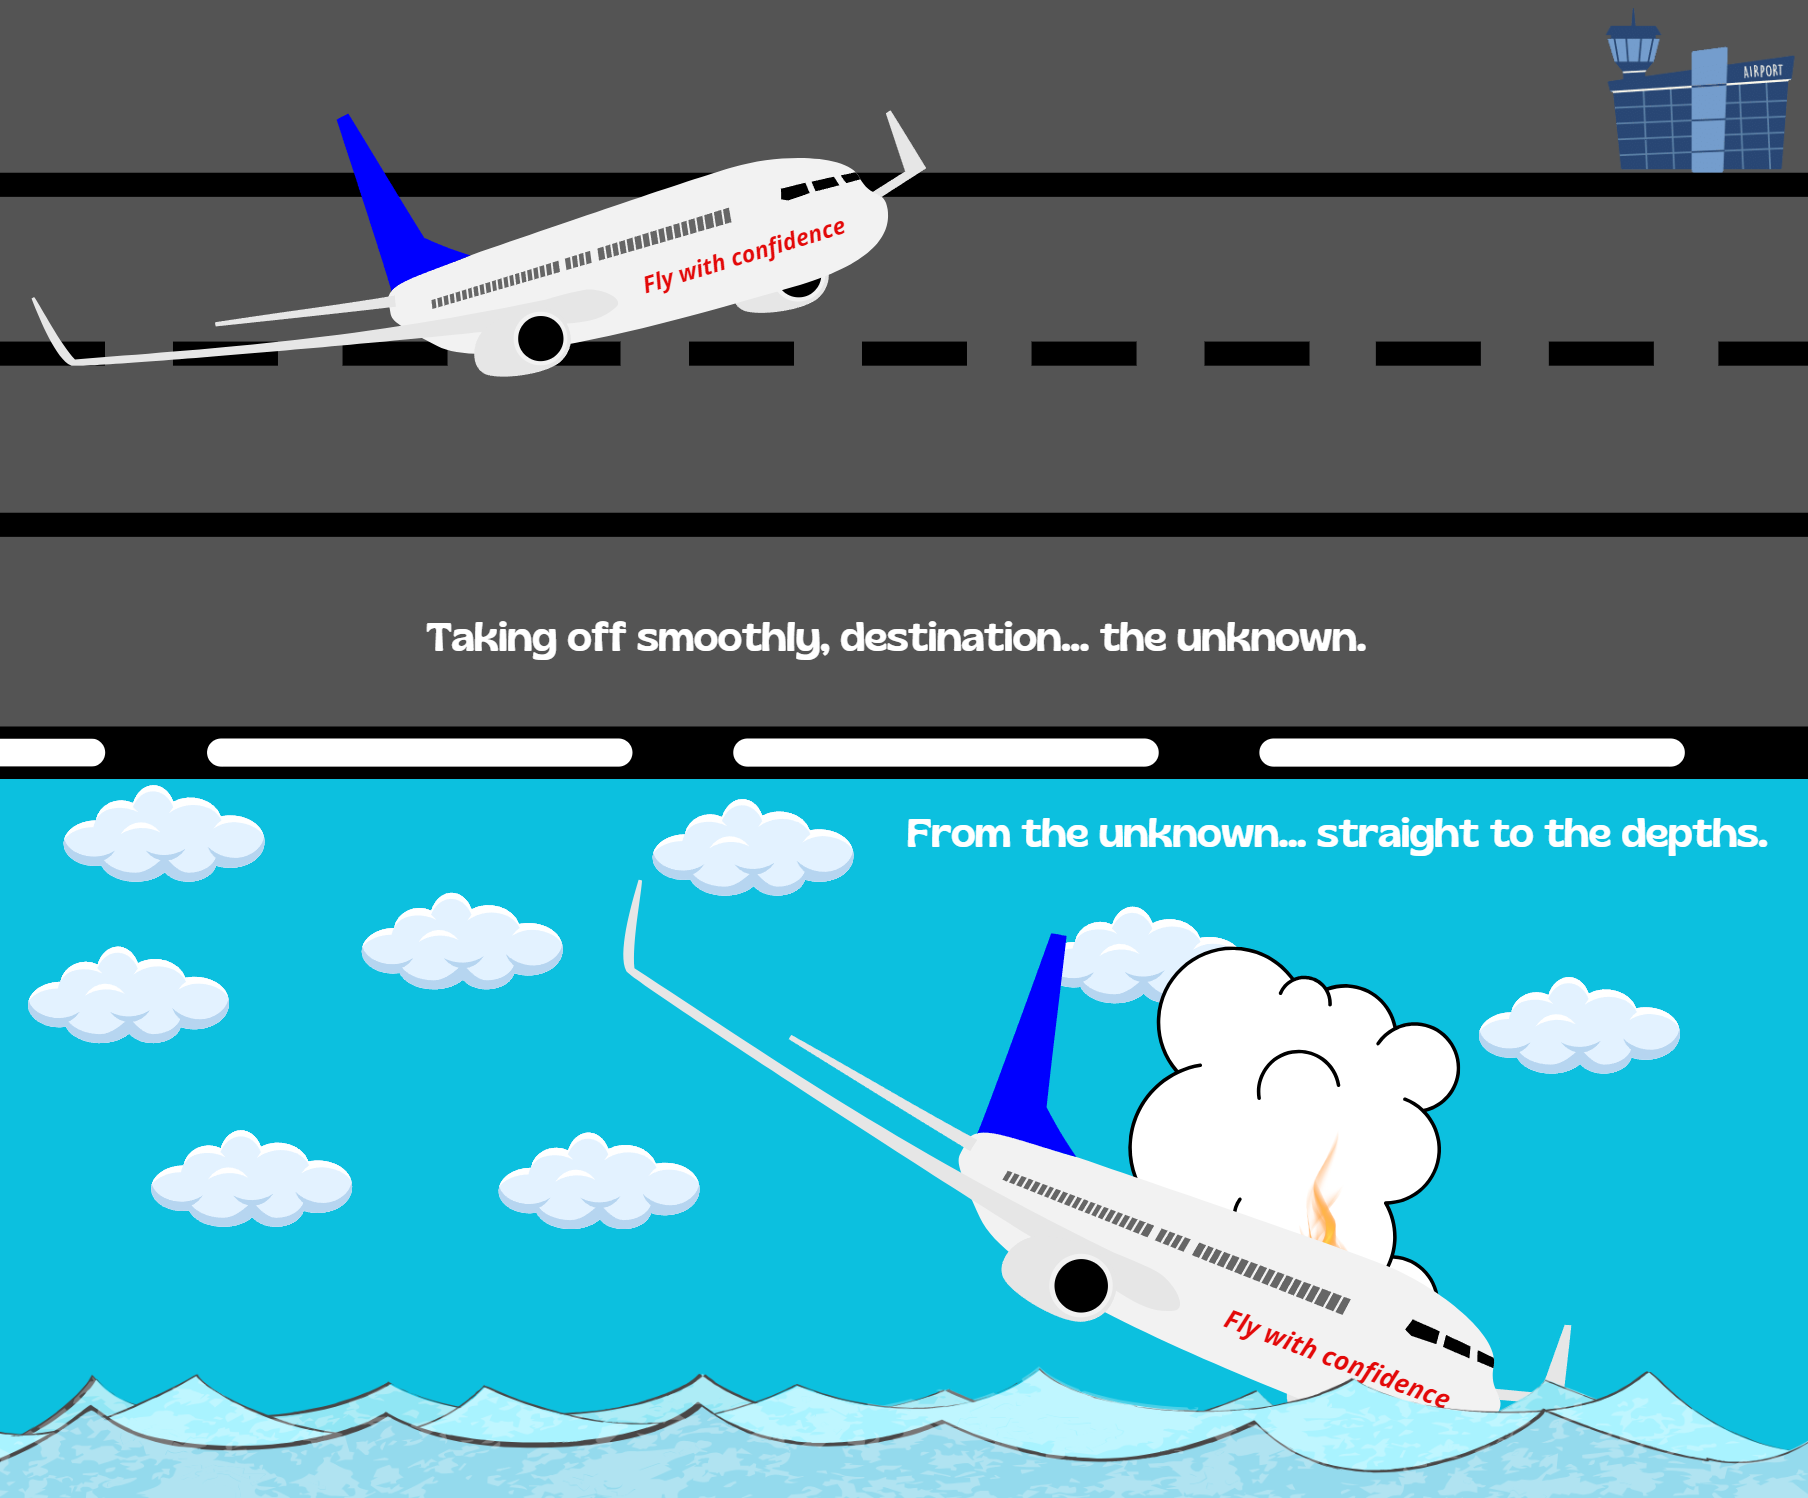 AIRPORT
Fly with confidence
Taking off smoothly, destination... the unknown.
From the unknown... straight to the depths.
Fly with confidence